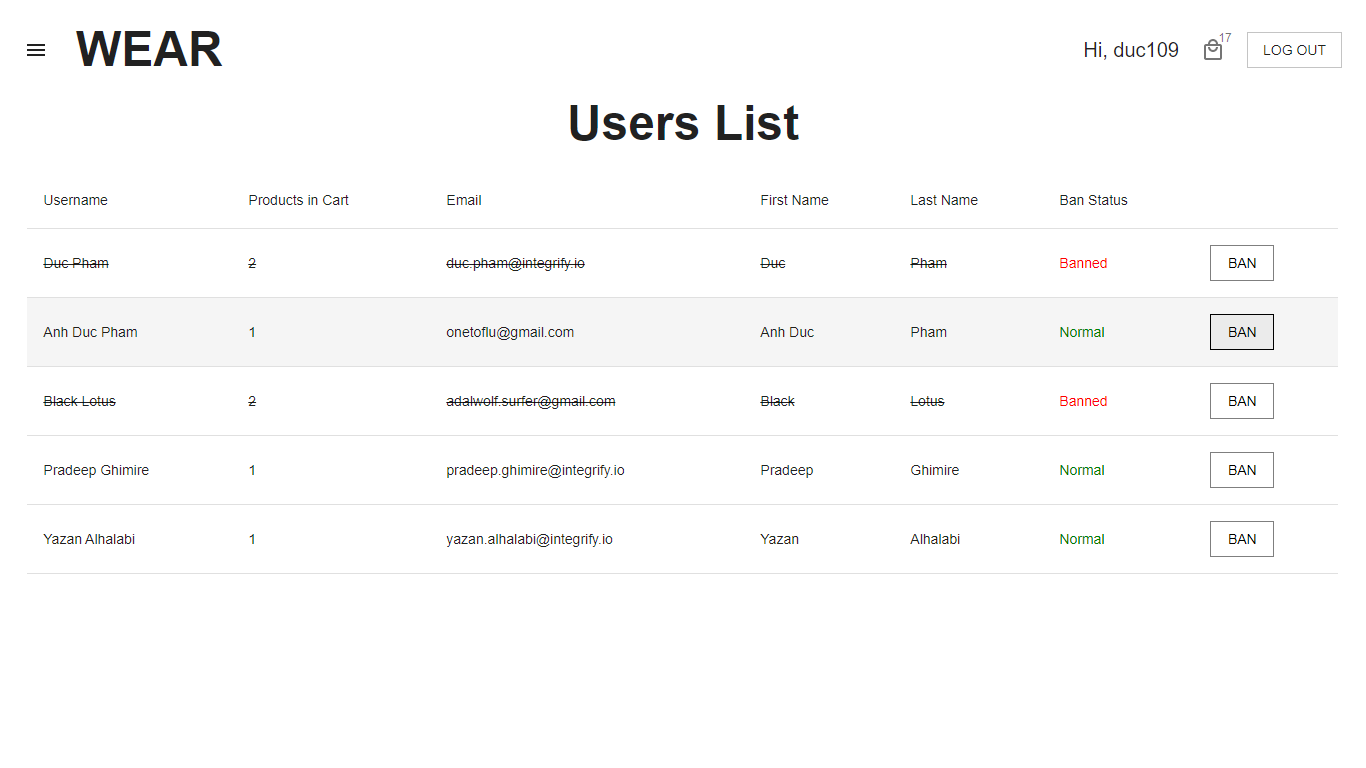 WEAR
Hi, duc109 17 LOG OUT
Users List
Username Products in Cart Email First Name Last Name Ban Status
Duc Pham 2 duc.pham@integrify.io Duc Pham Banned BAN
Anh Duc Pham 1 onetoflu@gmail.com Anh Duc Pham Normal BAN
Black Lotus 2 adalwolf.surfer@gmail.com Black Lotus Banned BAN
Pradeep Ghimire 1 pradeep.ghimire@integrify.io Pradeep Ghimire Normal BAN
Yazan Alhalabi 1 yazan.alhalabi@integrify.io Yazan Alhalabi Normal BAN